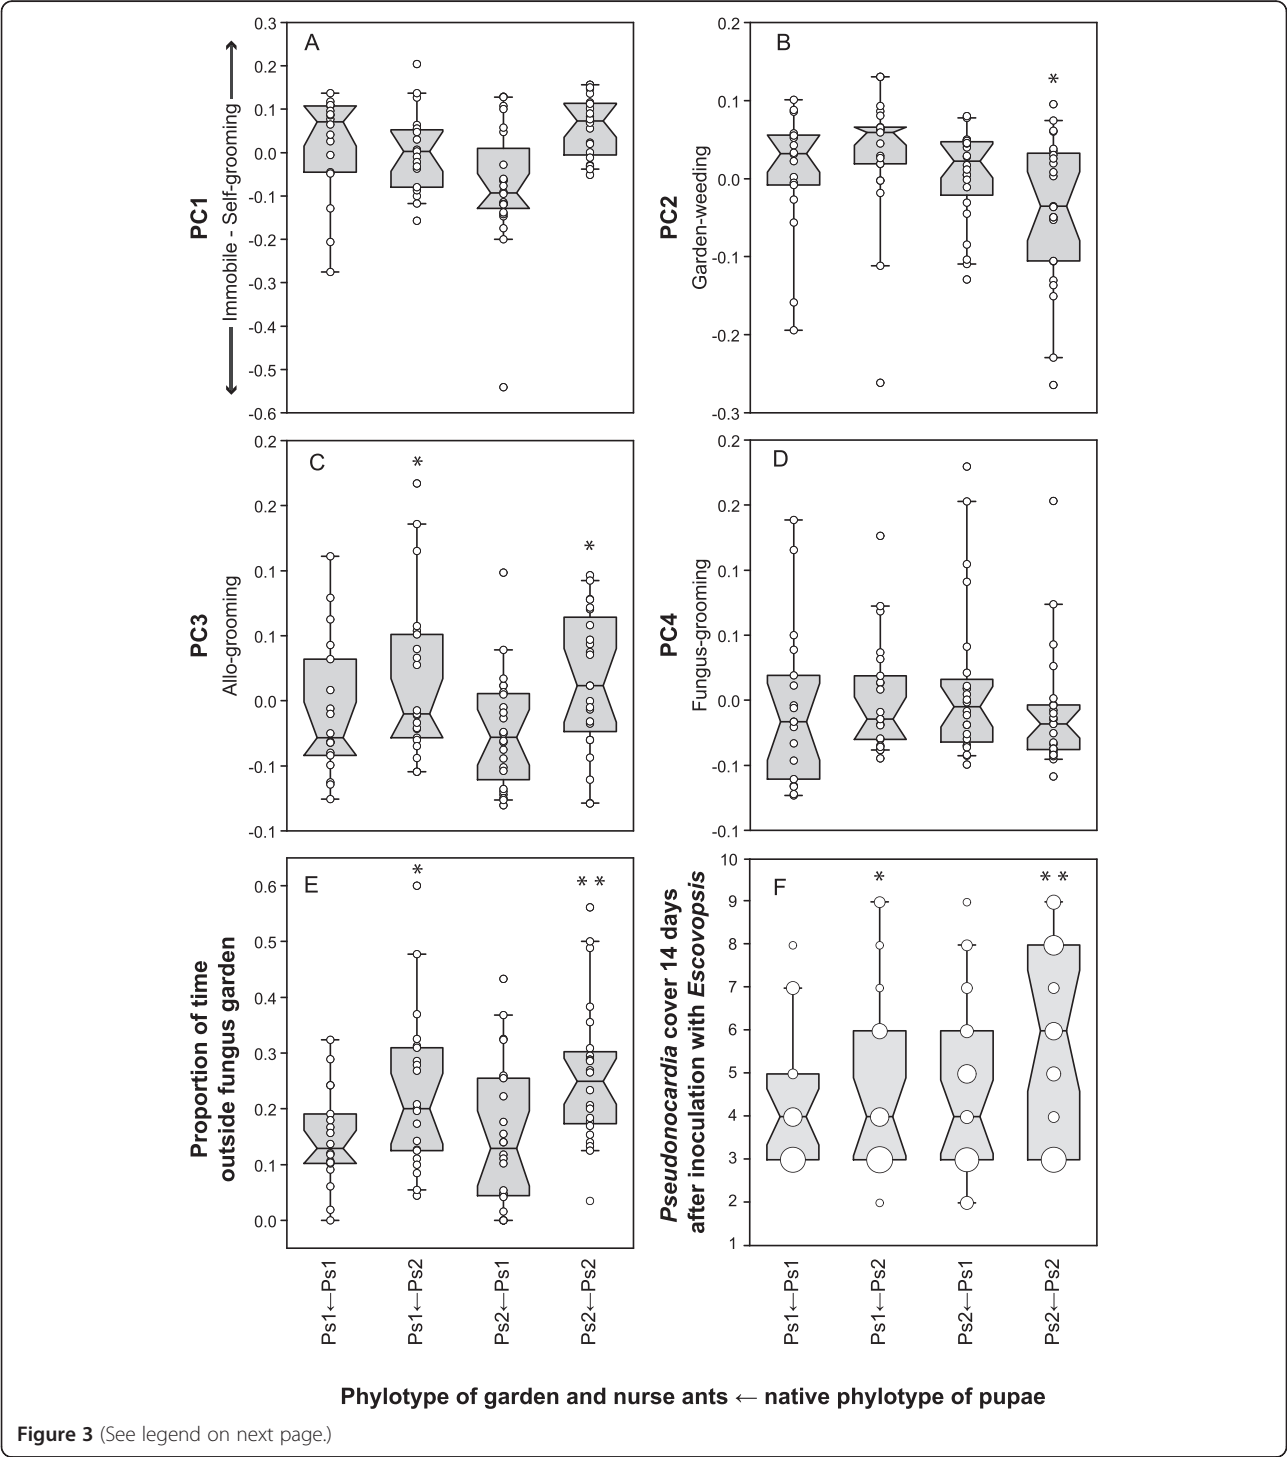 A
0.3
0.2
0.1
0.0
-0.1
-0.2
-0.3
-0.4
-0.5
-0.6
PC1
Immobile - Self-grooming
B
*
0.2
0.1
0.0
-0.1
-0.2
-0.3
PC2
Garden-weeding
C
*
*
0.2
0.2
0.1
0.1
0.0
-0.1
-0.1
PC3
Allo-grooming
D
0.2
0.2
0.1
0.1
0.0
-0.1
-0.1
PC4
Fungus-grooming
E
*
* *
0.6
0.5
0.4
0.3
0.2
0.1
0.0
Proportion of time
outside fungus garden
Ps1←Ps1
Ps1←Ps2
Ps2←Ps1
Ps2←Ps2
F
*
* *
10
9
8
7
6
5
4
3
2
1
Pseudonocardia cover 14 days
after inoculation with Escovopsis
Ps1←Ps1
Ps1←Ps2
Ps2←Ps1
Ps2←Ps2
Phylotype of garden and nurse ants ← native phylotype of pupae
Figure 3 (See legend on next page.)